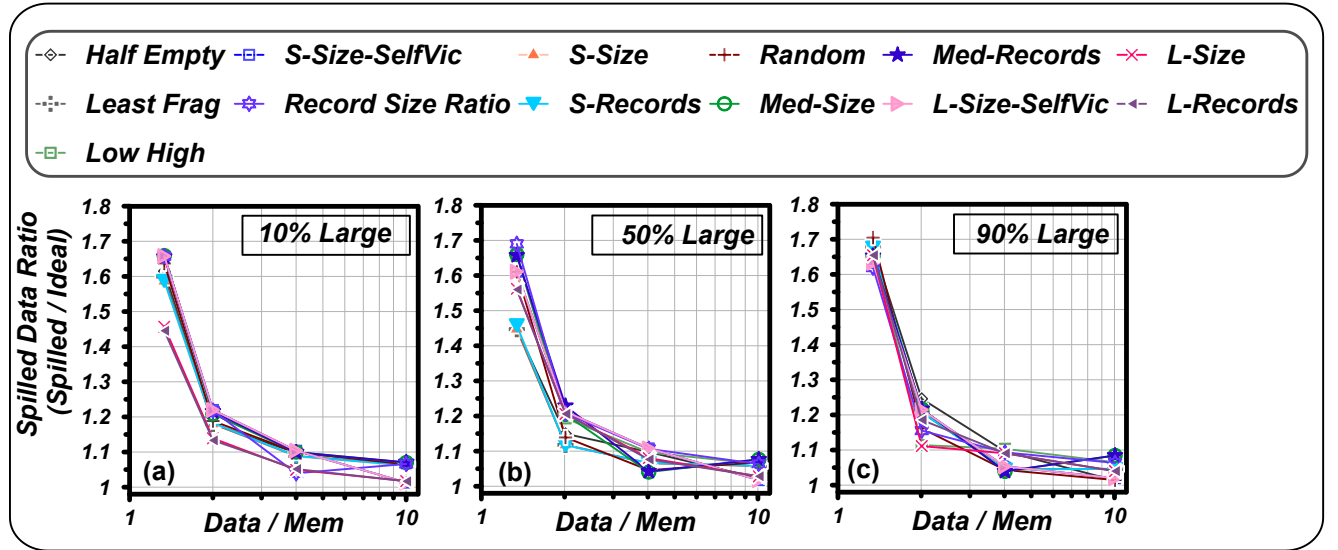 Half Empty S-Size-SelfVic S-Size Random Med-Records L-Size
Least Frag Record Size Ratio S-Records Med-Size L-Size-SelfVic L-Records
Low High
Spilled Data Ratio
(Spilled / Ideal)
1.8
1.7
1.6
1.5
1.4
1.3
1.2
1.1
1
10% Large
(a)
1 10
Data / Mem
1.8
1.7
1.6
1.5
1.4
1.3
1.2
1.1
1
50% Large
(b)
1 10
Data / Mem
1.8
1.7
1.6
1.5
1.4
1.3
1.2
1.1
1
90% Large
(c)
1 10
Data / Mem